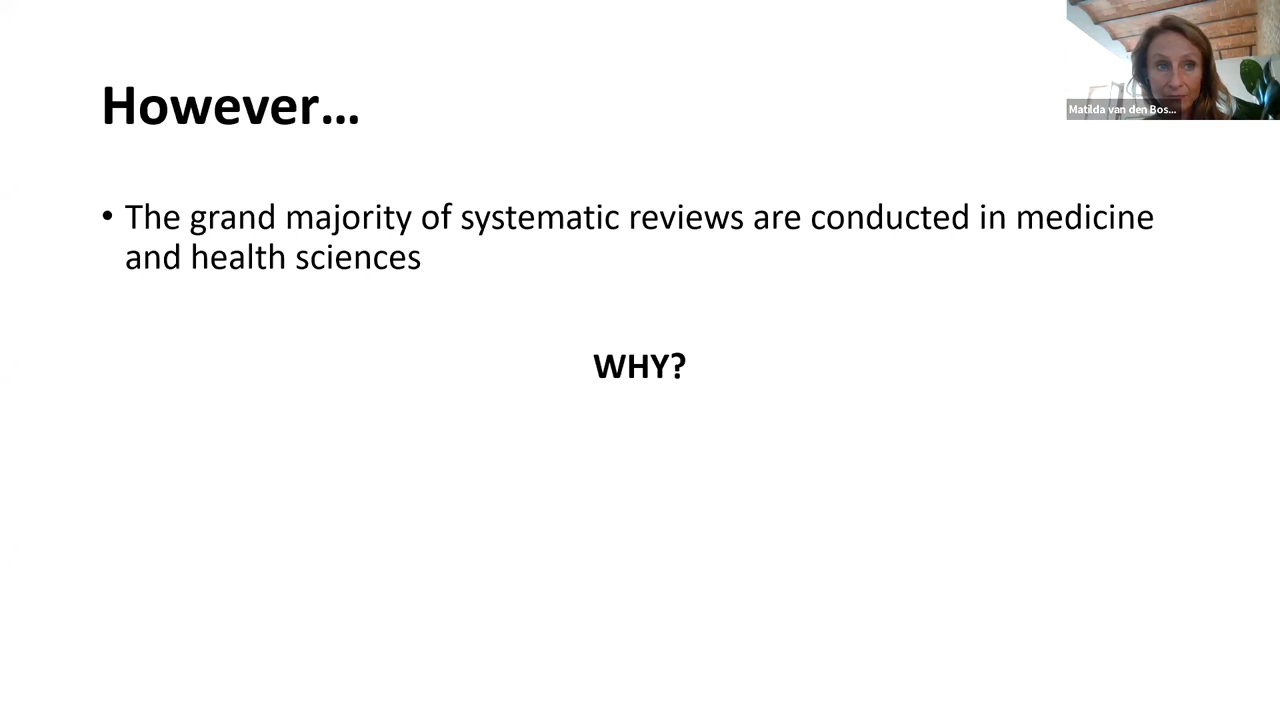 However…
• The grand majority of systematic reviews are conducted in medicine
and health sciences
WHY?
Matilda van den Bos...